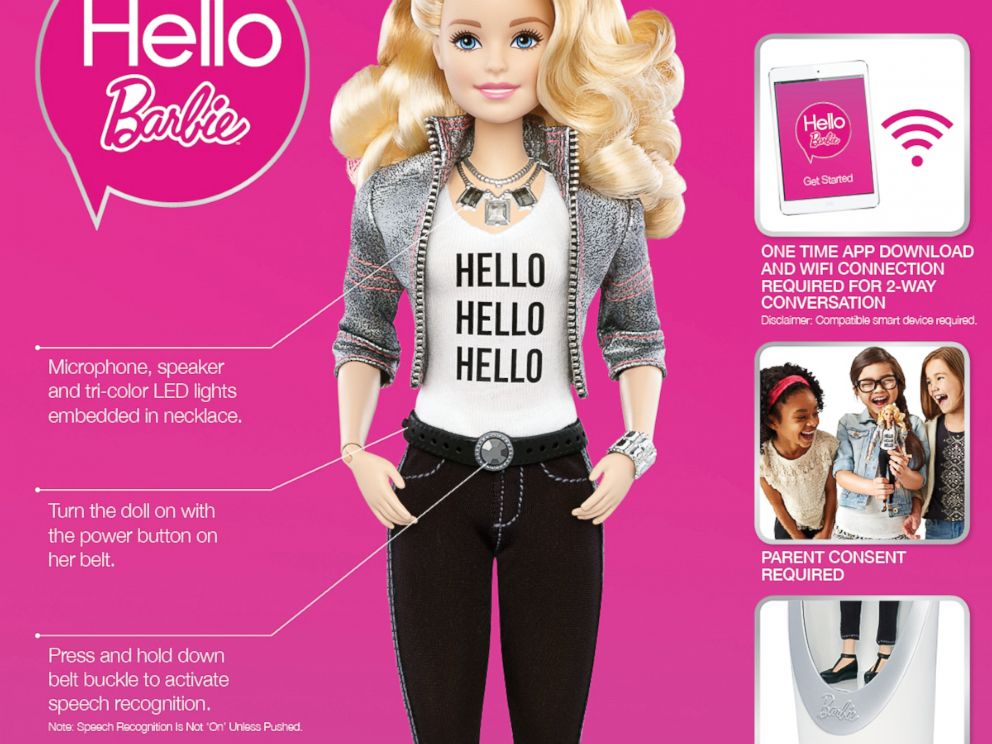 Hello
Barbie™
Microphone, speaker
and tri-color LED lights
embedded in necklace.
Turn the doll on with
the power button on
her belt.
Press and hold down
belt buckle to activate
speech recognition.
Note: Speech Recognition Is Not 'On' Unless Pushed.
HELLO
HELLO
HELLO
Hello
Barbie
Get Started
ONE TIME APP DOWNLOAD
AND WIFI CONNECTION
REQUIRED FOR 2-WAY
CONVERSATION
Disclaimer: Compatible smart device required.
PARENT CONSENT
REQUIRED
Barbie